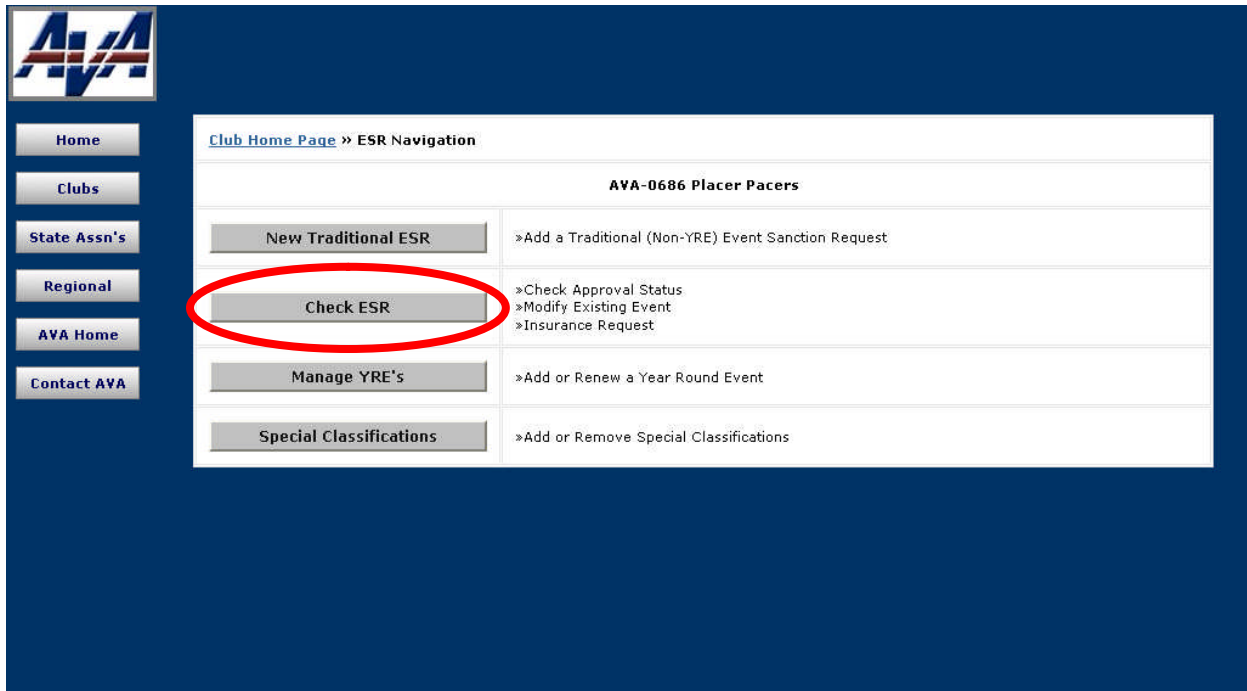 AVA
Home
Clubs
State Assn's
Regional
AVA Home
Contact AVA
Club Home Page » ESR Navigation
AVA-0686 Placer Pacers
New Traditional ESR
»Add a Traditional (Non-YRE) Event Sanction Request
Check ESR
»Check Approval Status
»Modify Existing Event
»Insurance Request
Manage YRE's
»Add or Renew a Year Round Event
Special Classifications
»Add or Remove Special Classifications